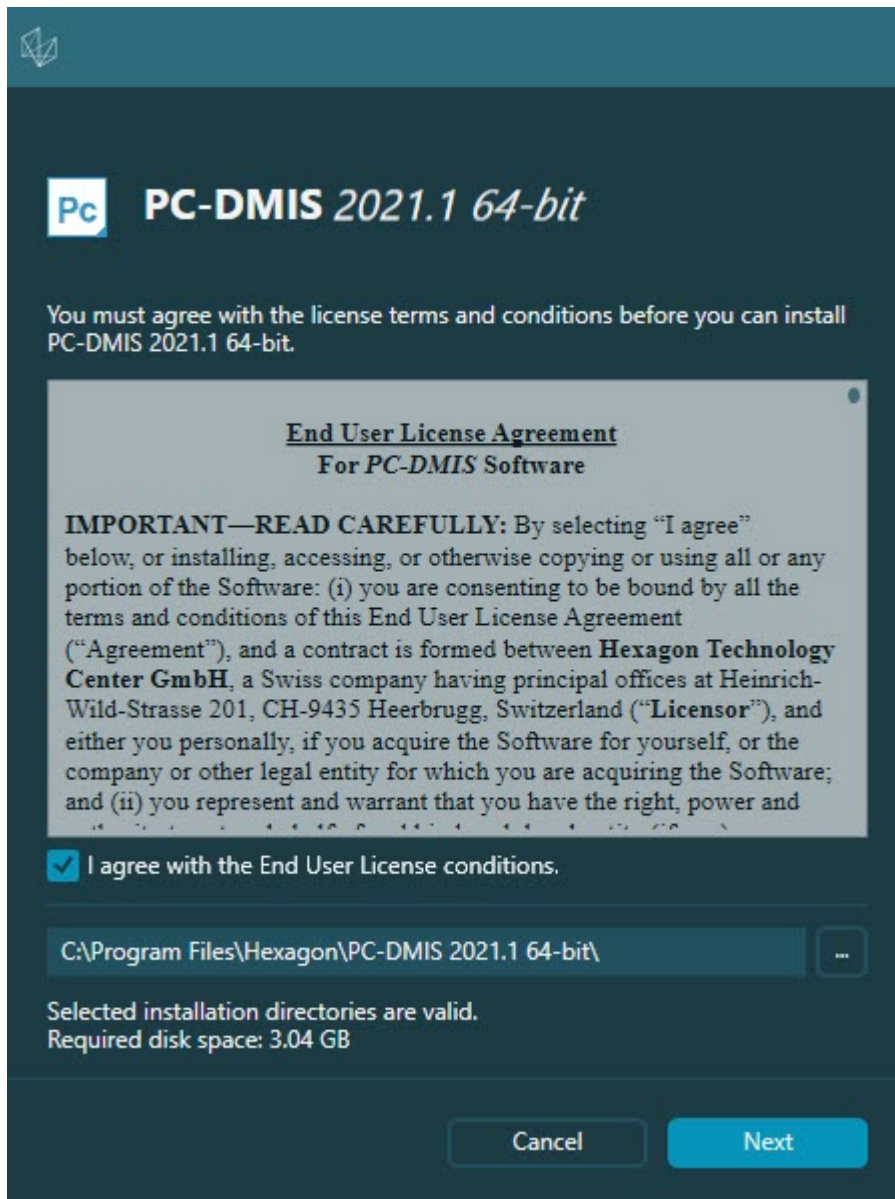 Pc
PC-DMIS 2021.1 64-bit
You must agree with the license terms and conditions before you can install
PC-DMIS 2021.1 64-bit.
End User License Agreement
For PC-DMIS Software
IMPORTANT—READ CAREFULLY: By selecting “I agree”
below, or installing, accessing, or otherwise copying or using all or any
portion of the Software: (i) you are consenting to be bound by all the
terms and conditions of this End User License Agreement
(“Agreement”), and a contract is formed between Hexagon Technology
Center GmbH, a Swiss company having principal offices at Heinrich-
Wild-Strasse 201, CH-9435 Heerbrugg, Switzerland (“Licensor”), and
either you personally, if you acquire the Software for yourself, or the
company or other legal entity for which you are acquiring the Software;
and (ii) you represent and warrant that you have the right, power and
I agree with the End User License conditions.
C:\Program Files\Hexagon\PC-DMIS 2021.1 64-bit\
...
Selected installation directories are valid.
Required disk space: 3.04 GB
Cancel
Next